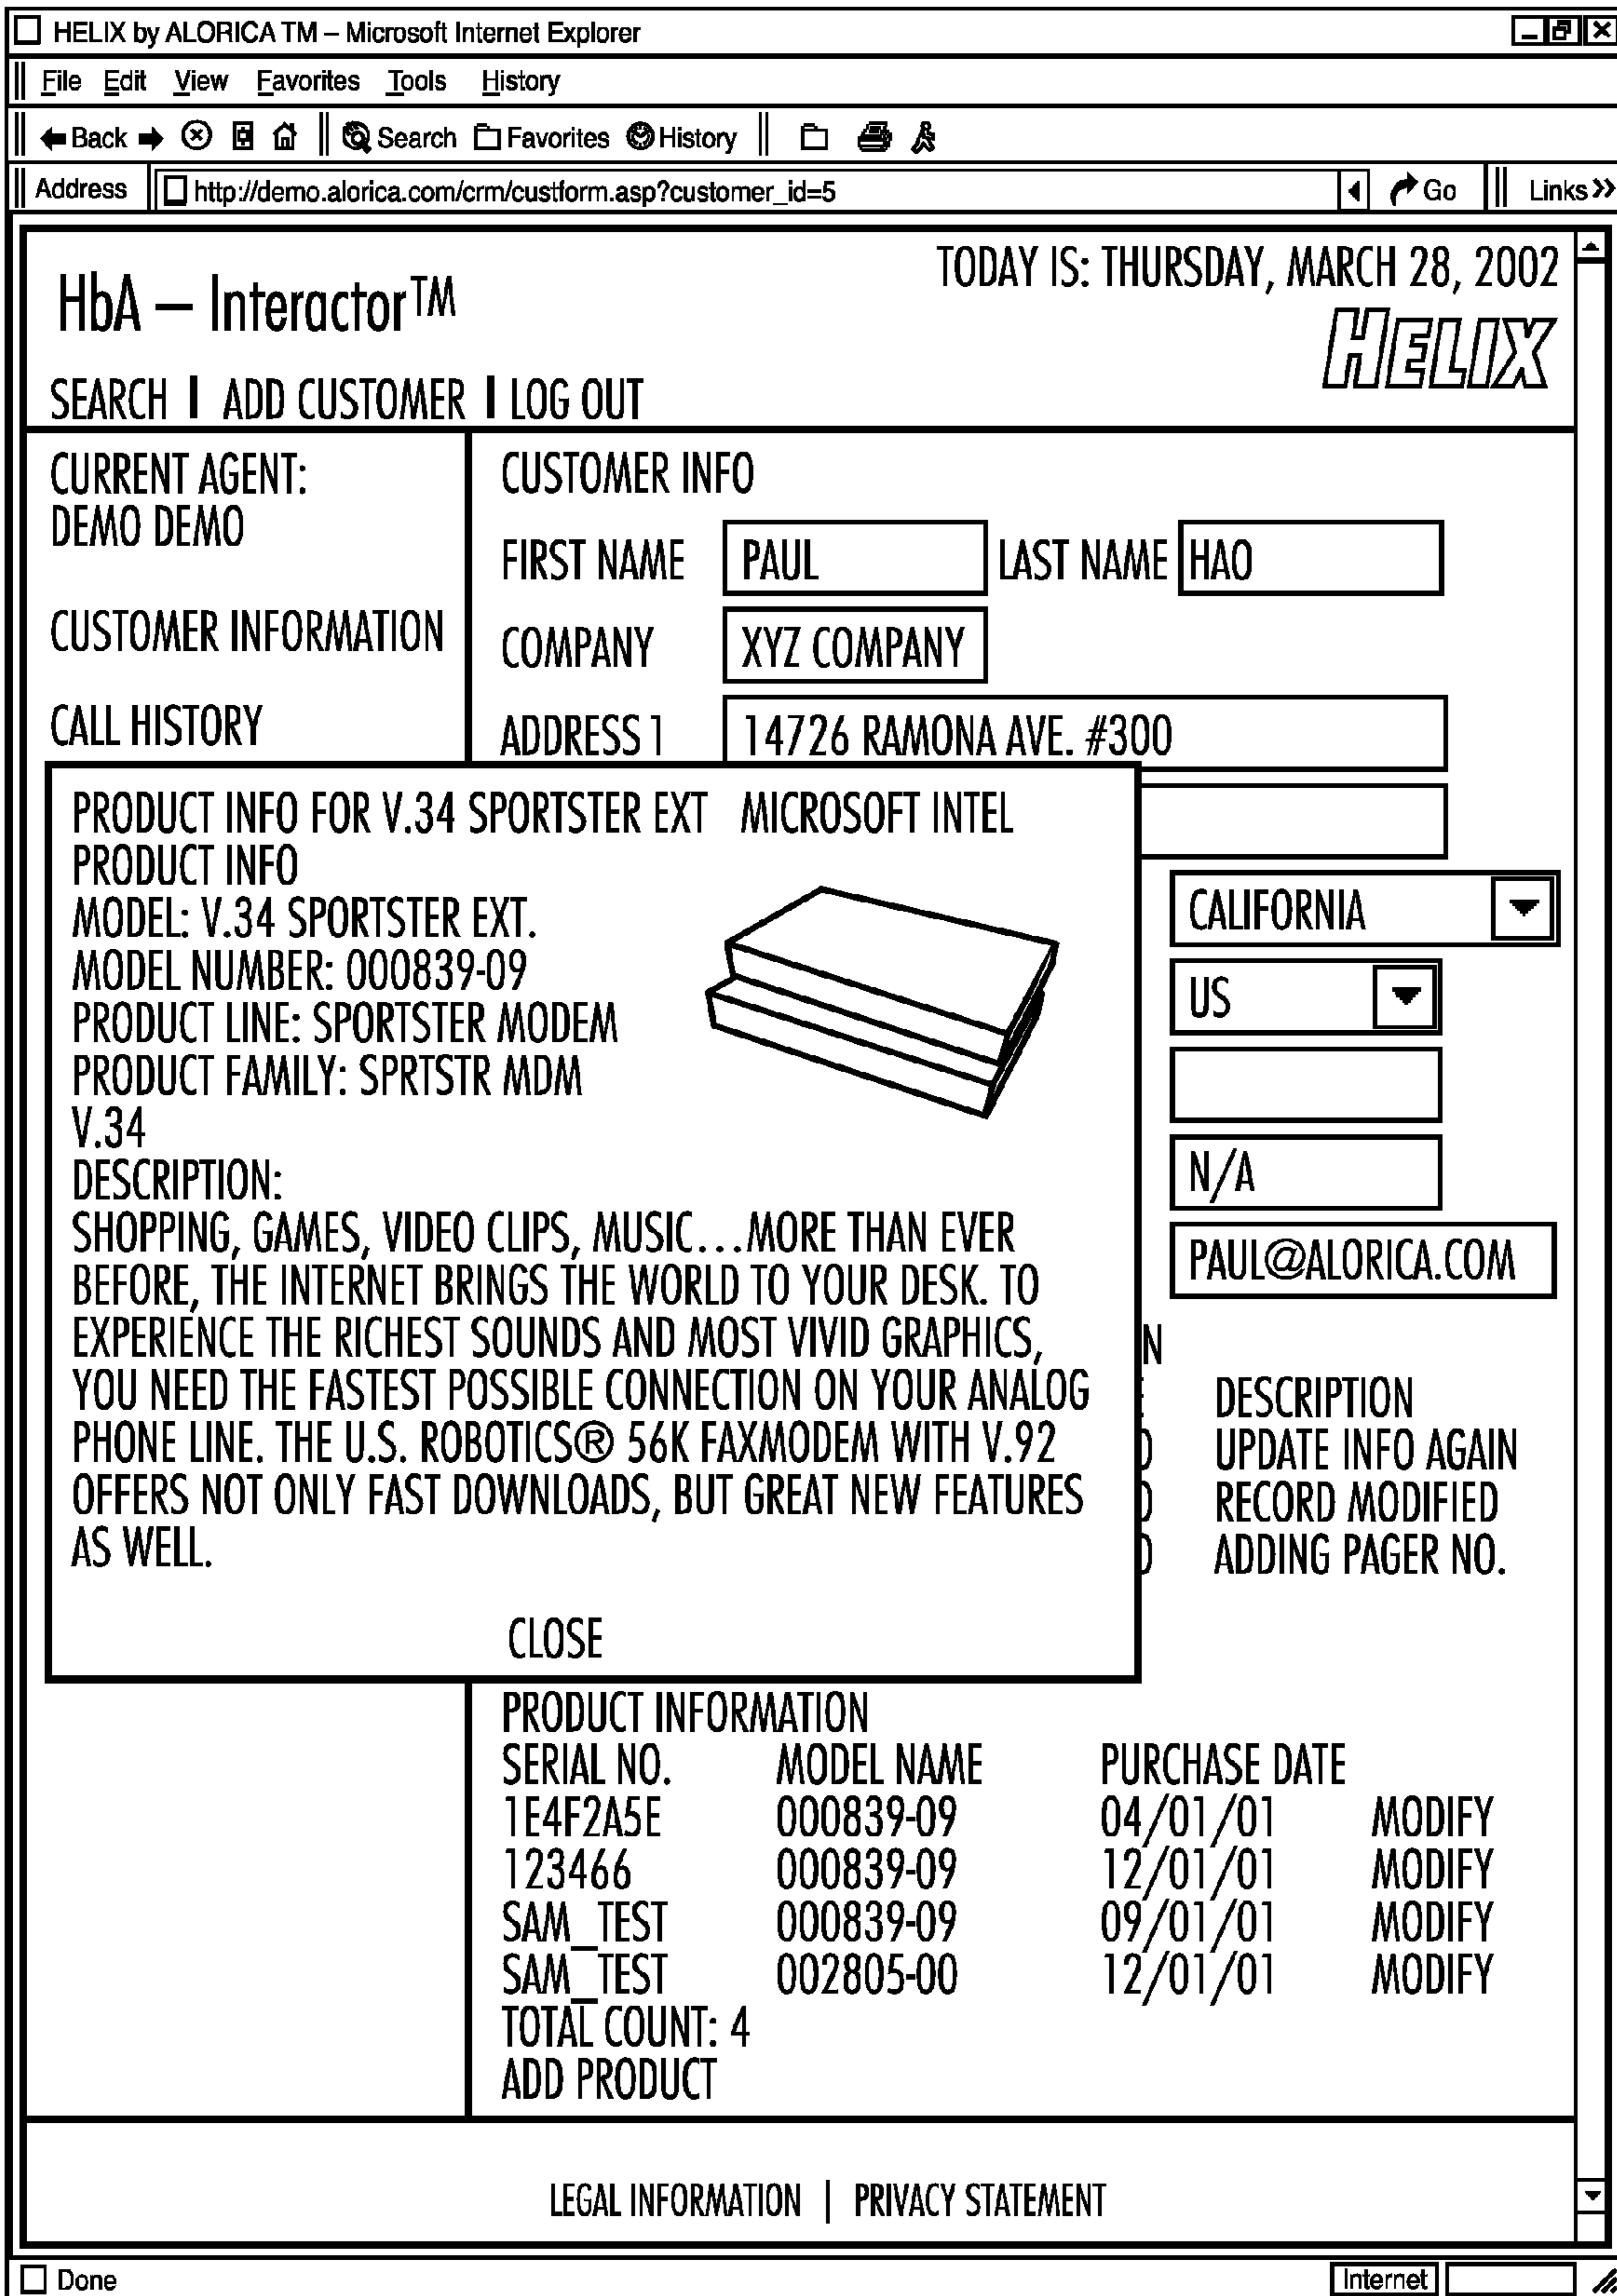 HELIX by ALORICA TM – Microsoft Internet Explorer
File Edit View Favorites Tools History
Back Search Favorites History
Address http://demo.alorica.com/crm/custform.asp?customer_id=5 Go Links
TODAY IS: THURSDAY, MARCH 28, 2002
HbA – Interactor™
HELIX
SEARCH | ADD CUSTOMER | LOG OUT
CURRENT AGENT:
DEMO DEMO
CUSTOMER INFORMATION
CALL HISTORY
CUSTOMER INFO
FIRST NAME PAUL LAST NAME HAO
COMPANY XYZ COMPANY
ADDRESS 1 14726 RAMONA AVE. #300
PRODUCT INFO FOR V.34 SPORTSTER EXT MICROSOFT INTEL
PRODUCT INFO
MODEL: V.34 SPORTSTER EXT.
MODEL NUMBER: 000839-09
PRODUCT LINE: SPORTSTER MODEM
PRODUCT FAMILY: SPRTSTR MDM
V.34
DESCRIPTION:
SHOPPING, GAMES, VIDEO CLIPS, MUSIC...MORE THAN EVER
BEFORE, THE INTERNET BRINGS THE WORLD TO YOUR DESK. TO
EXPERIENCE THE RICHEST SOUNDS AND MOST VIVID GRAPHICS,
YOU NEED THE FASTEST POSSIBLE CONNECTION ON YOUR ANALOG
PHONE LINE. THE U.S. ROBOTICS® 56K FAXMODEM WITH V.92
OFFERS NOT ONLY FAST DOWNLOADS, BUT GREAT NEW FEATURES
AS WELL.
CLOSE
CALIFORNIA
US
N/A
PAUL@ALORICA.COM
N
DESCRIPTION
UPDATE INFO AGAIN
RECORD MODIFIED
ADDING PAGER NO.
PRODUCT INFORMATION
SERIAL NO. MODEL NAME PURCHASE DATE
1E4F2A5E 000839-09 04/01/01 MODIFY
123466 000839-09 12/01/01 MODIFY
SAM_TEST 000839-09 09/01/01 MODIFY
SAM_TEST 002805-00 12/01/01 MODIFY
TOTAL COUNT: 4
ADD PRODUCT
LEGAL INFORMATION | PRIVACY STATEMENT
Done Internet